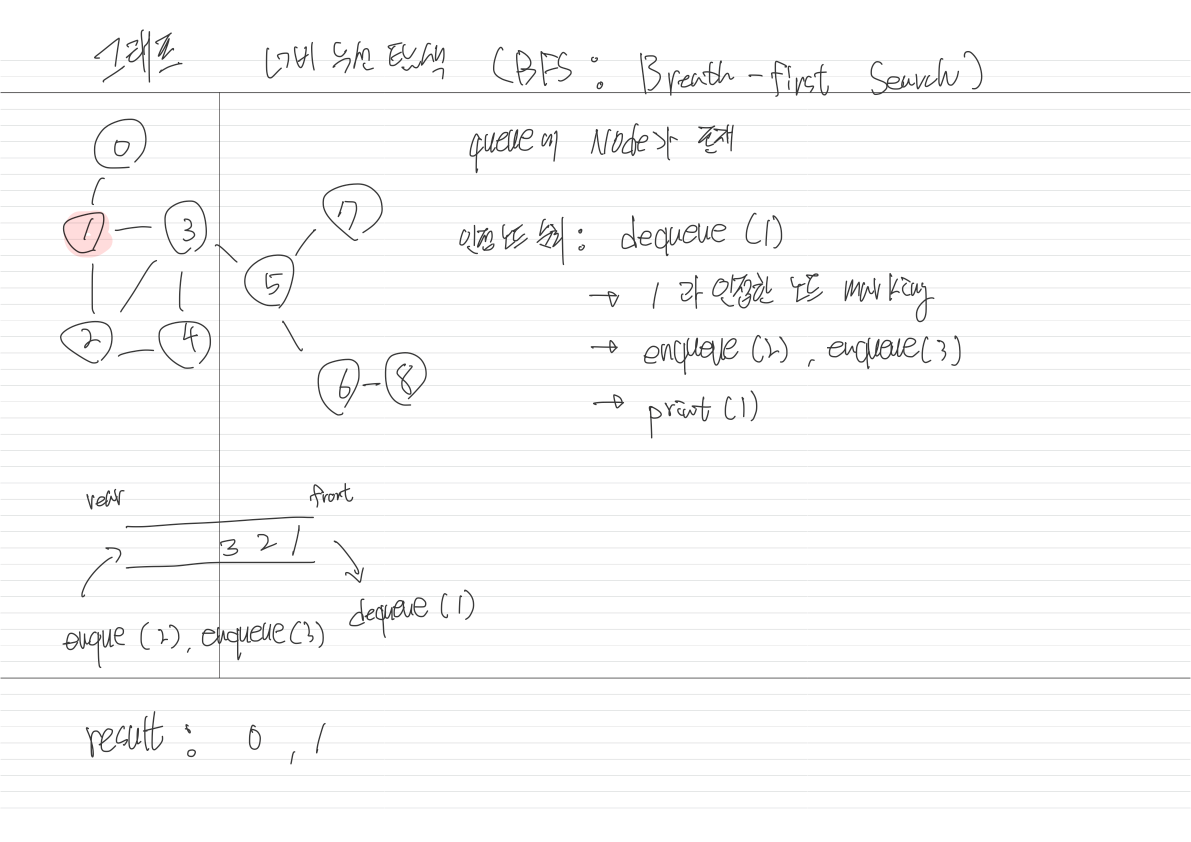 그래프 너비 우선 탐색 (BFS: Breath-first Search)
queue에 Node가 존재
인접 노드 확인: dequeue (1)
→ 1과 인접한 노드 marking
→ enqueue (2), enqueue(3)
→ print (1)
0
1 3 7
5
2 4
6 8
rear front
3 2 1
dequeue (1)
enque (2), enqueue(3)
result: 0, 1